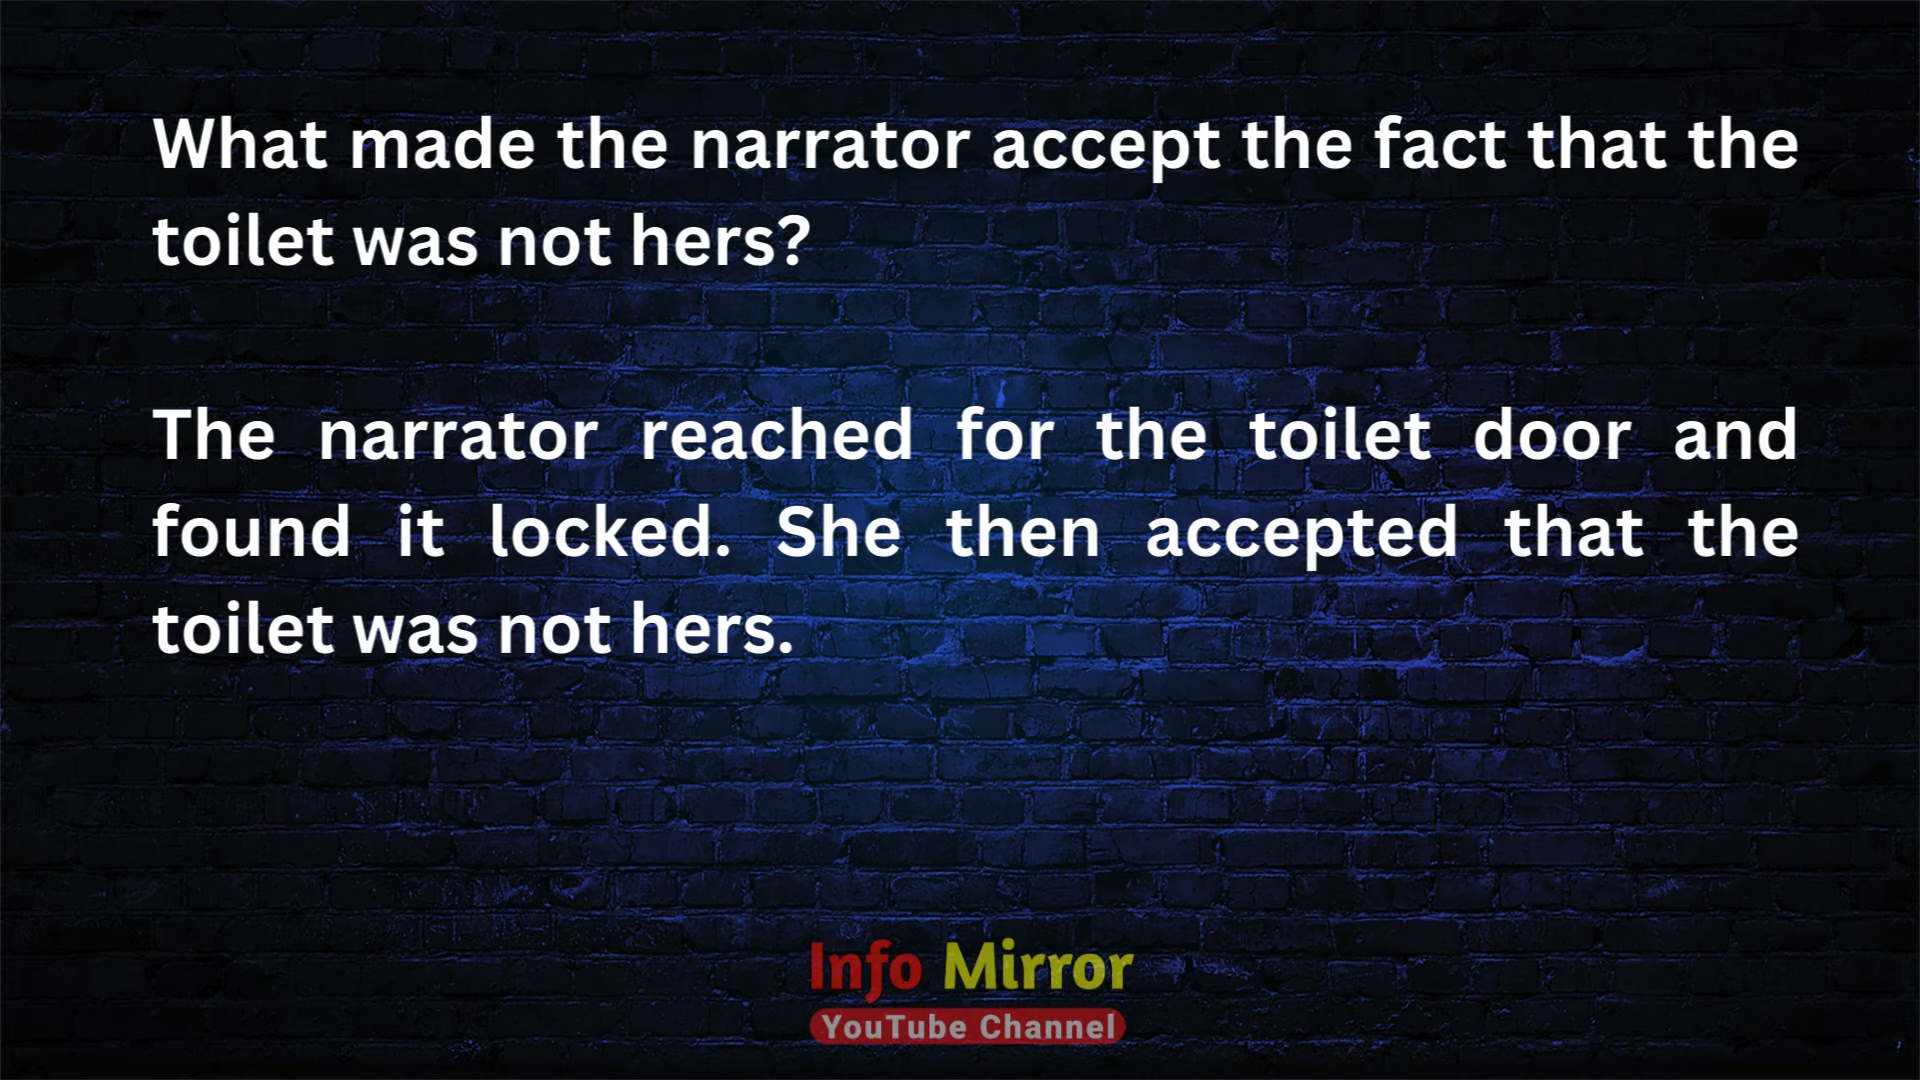 What made the narrator accept the fact that the
toilet was not hers?
The narrator reached for the toilet door and
found it locked. She then accepted that the
toilet was not hers.
Info Mirror
YouTube Channel